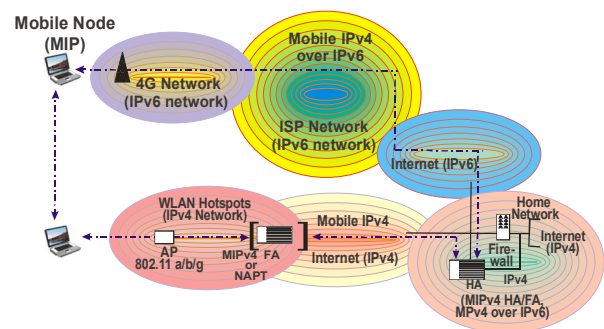 Mobile Node
(MIP)
4G Network
(IPv6 network)
Mobile IPv4
over IPv6
ISP Network
(IPv6 network)
Internet (IPv6)
WLAN Hotspots
(IPv4 Network)
AP
802.11 a/b/g
MIPv4 FA
or
NAPT
Mobile IPv4
Internet (IPv4)
Home
Network
Internet
(IPv4)
Fire-
wall
IPv4
HA
(MIPv4 HA/FA,
MPv4 over IPv6)